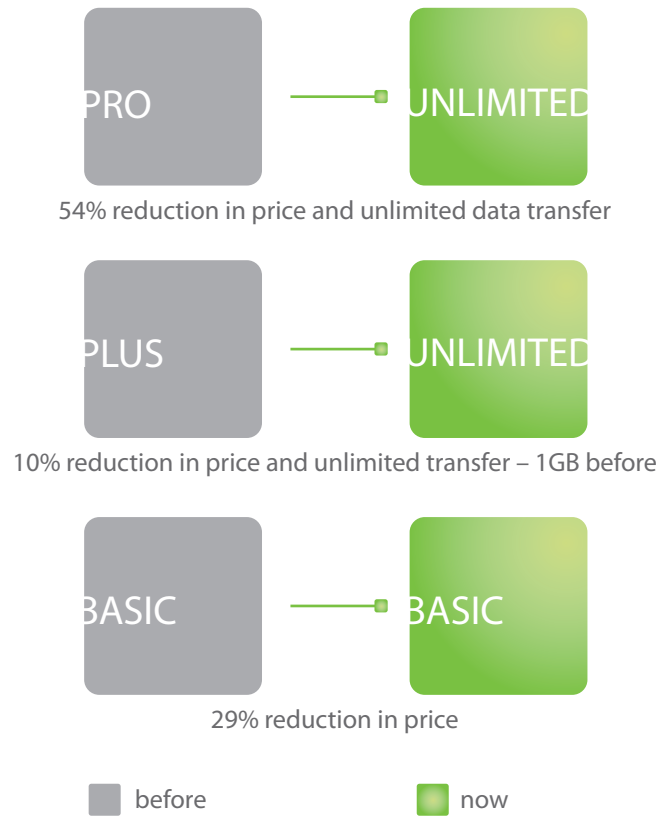 PRO UNLIMITED
54% reduction in price and unlimited data transfer
PLUS UNLIMITED
10% reduction in price and unlimited transfer – 1GB before
BASIC BASIC
29% reduction in price
before now